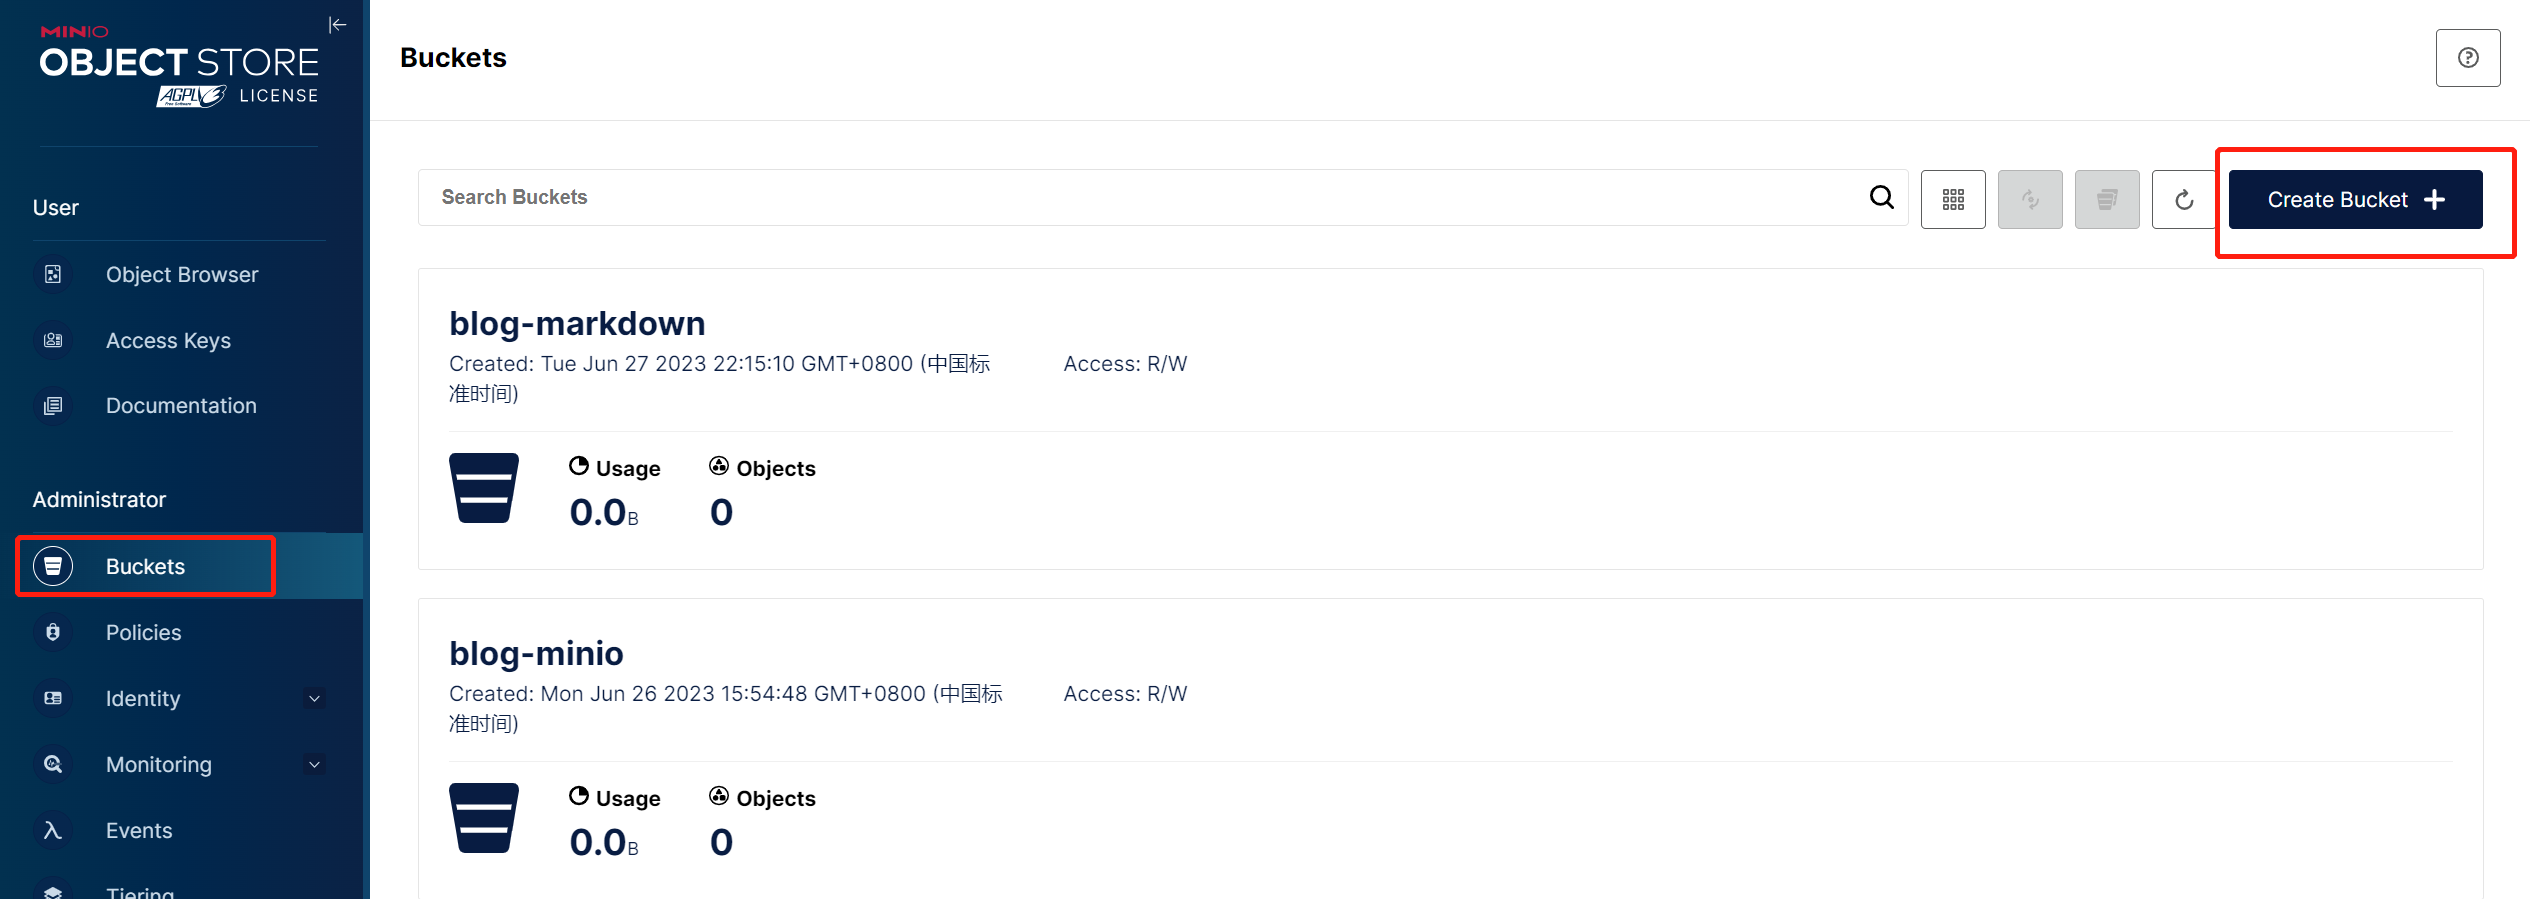 MINIO
OBJECT STORE
AGPL LICENSE
Free Software
User
Object Browser
Access Keys
Documentation
Administrator
Buckets
Policies
Identity
Monitoring
Events
Tiering
Buckets
Search Buckets
Create Bucket
blog-markdown
Created: Tue Jun 27 2023 22:15:10 GMT+0800 (中国标
准时间)
Access: R/W
Usage
0.0B
Objects
0
blog-minio
Created: Mon Jun 26 2023 15:54:48 GMT+0800 (中国标
准时间)
Access: R/W
Usage
0.0B
Objects
0